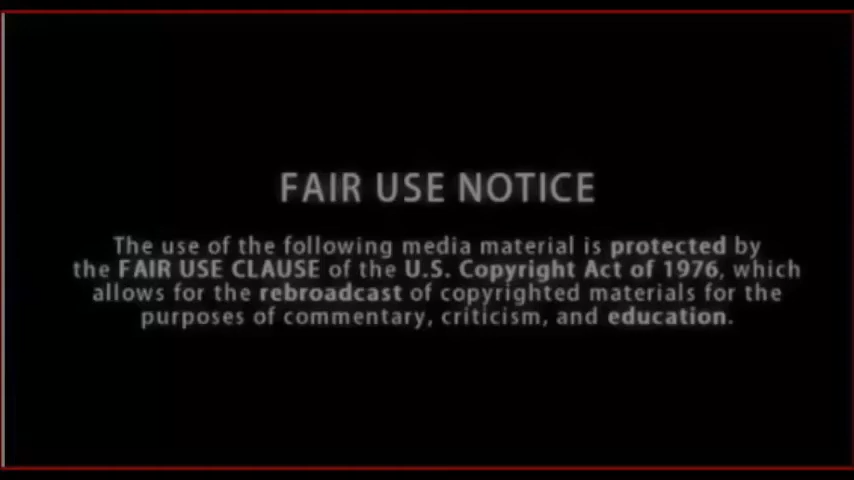 FAIR USE NOTICE
The use of the following media material is protected by
the FAIR USE CLAUSE of the U.S. Copyright Act of 1976, which
allows for the rebroadcast of copyrighted materials for the
purposes of commentary, criticism, and education.